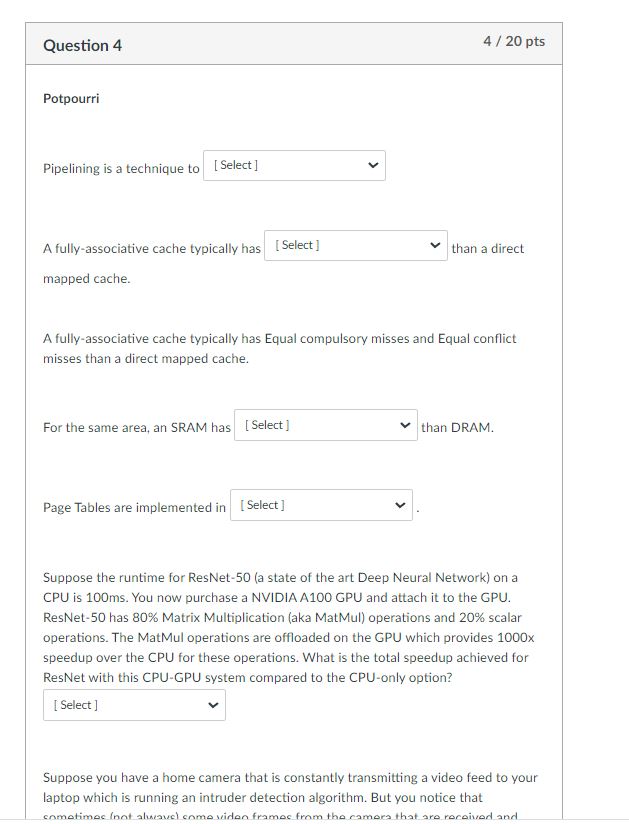 Question 4
4 / 20 pts
Potpourri
Pipelining is a technique to [ Select ]
A fully-associative cache typically has [ Select ] than a direct
mapped cache.
A fully-associative cache typically has Equal compulsory misses and Equal conflict
misses than a direct mapped cache.
For the same area, an SRAM has [ Select ] than DRAM.
Page Tables are implemented in [ Select ] .
Suppose the runtime for ResNet-50 (a state of the art Deep Neural Network) on a
CPU is 100ms. You now purchase a NVIDIA A100 GPU and attach it to the GPU.
ResNet-50 has 80% Matrix Multiplication (aka MatMul) operations and 20% scalar
operations. The MatMul operations are offloaded on the GPU which provides 1000x
speedup over the CPU for these operations. What is the total speedup achieved for
ResNet with this CPU-GPU system compared to the CPU-only option?
[ Select ]
Suppose you have a home camera that is constantly transmitting a video feed to your
laptop which is running an intruder detection algorithm. But you notice that
sometimes (not always) some video frames from the camera that are received and